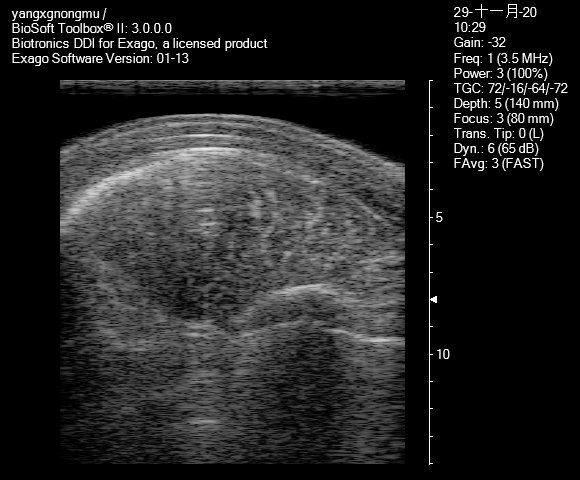 yangxgnongmu /
BioSoft Toolbox® II: 3.0.0.0
Biotronics DDI for Exago, a licensed product
Exago Software Version: 01-13
29-十一月-20
10:29
Gain: -32
Freq: 1 (3.5 MHz)
Power: 3 (100%)
TGC: 72/-16/-64/-72
Depth: 5 (140 mm)
Focus: 3 (80 mm)
Trans. Tip: 0 (L)
Dyn.: 6 (65 dB)
FAvg: 3 (FAST)
5
10